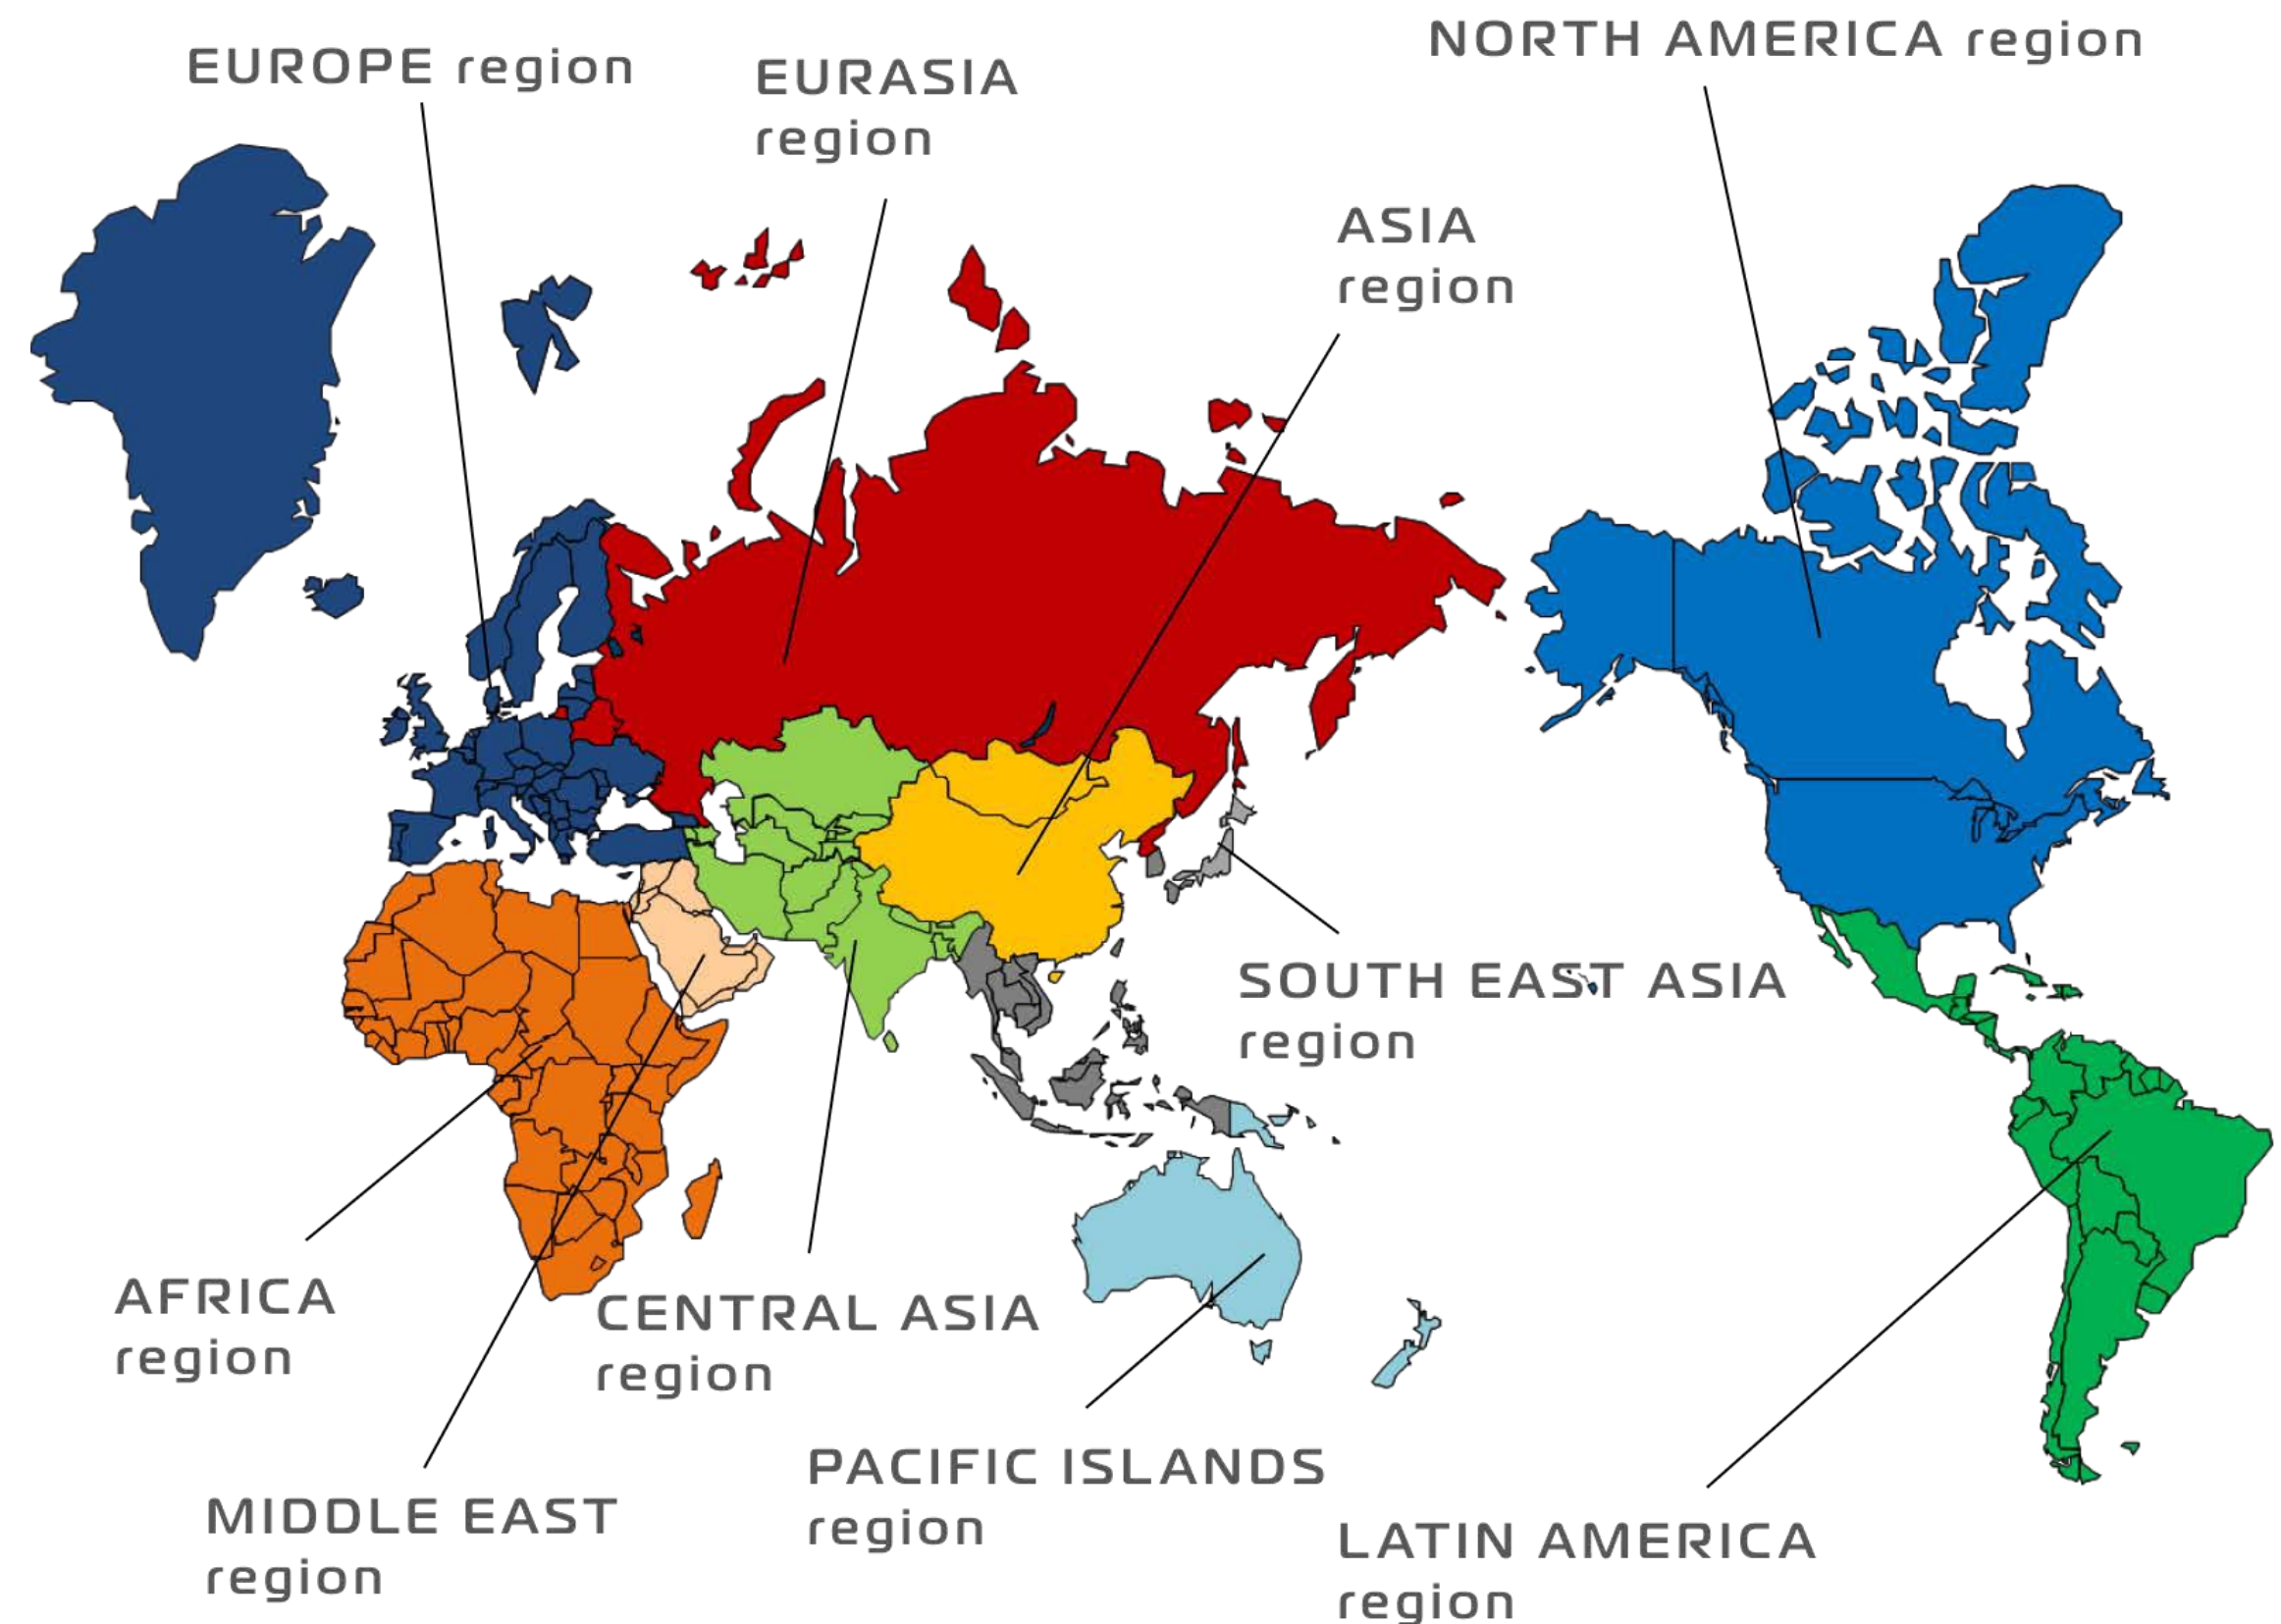 EUROPE region
EURASIA
region
NORTH AMERICA region
ASIA
region
SOUTH EAST ASIA
region
AFRICA
region
CENTRAL ASIA
region
MIDDLE EAST
region
PACIFIC ISLANDS
region
LATIN AMERICA
region